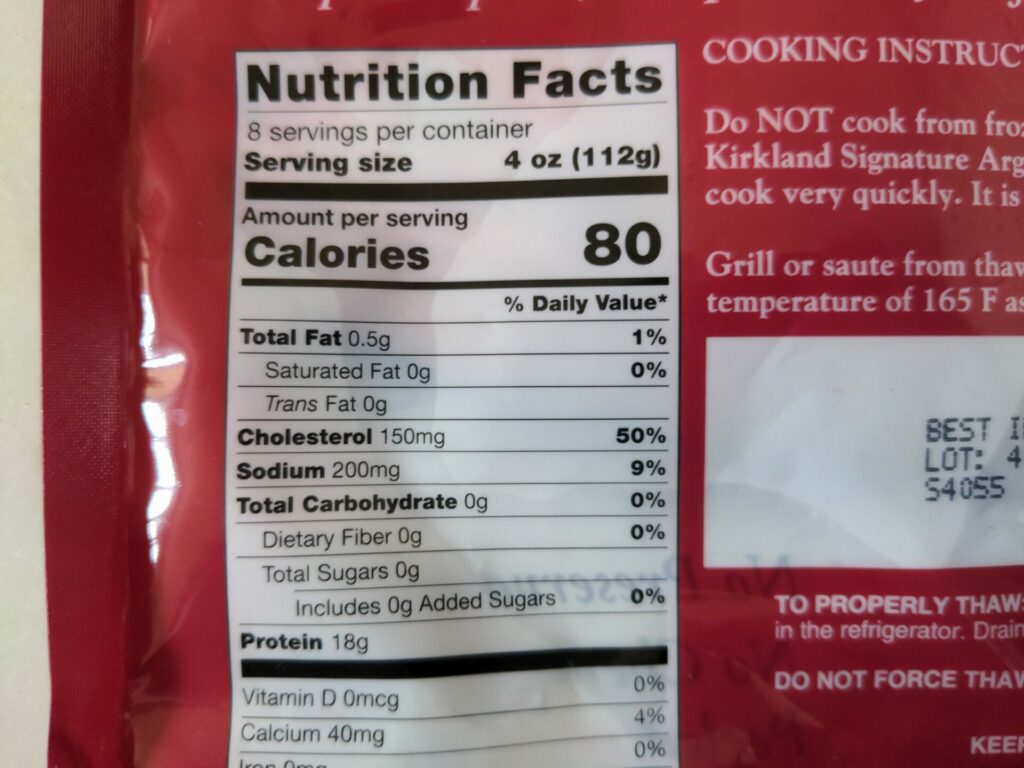 Nutrition Facts
8 servings per container
Serving size 4 oz (112g)
Amount per serving
Calories 80
% Daily Value*
Total Fat 0.5g 1%
Saturated Fat 0g 0%
Trans Fat 0g
Cholesterol 150mg 50%
Sodium 200mg 9%
Total Carbohydrate 0g 0%
Dietary Fiber 0g 0%
Total Sugars 0g
Includes 0g Added Sugars 0%
Protein 18g
Vitamin D 0mcg 0%
Calcium 40mg 4%
Iron 0mg 0%
COOKING INSTRUCT
Do NOT cook from fro
Kirkland Signature Arg
cook very quickly. It is
Grill or saute from thaw
temperature of 165 F as
BEST
LOT: 4
S4055
TO PROPERLY THAW:
in the refrigerator. Drain
DO NOT FORCE THAW
KEEP